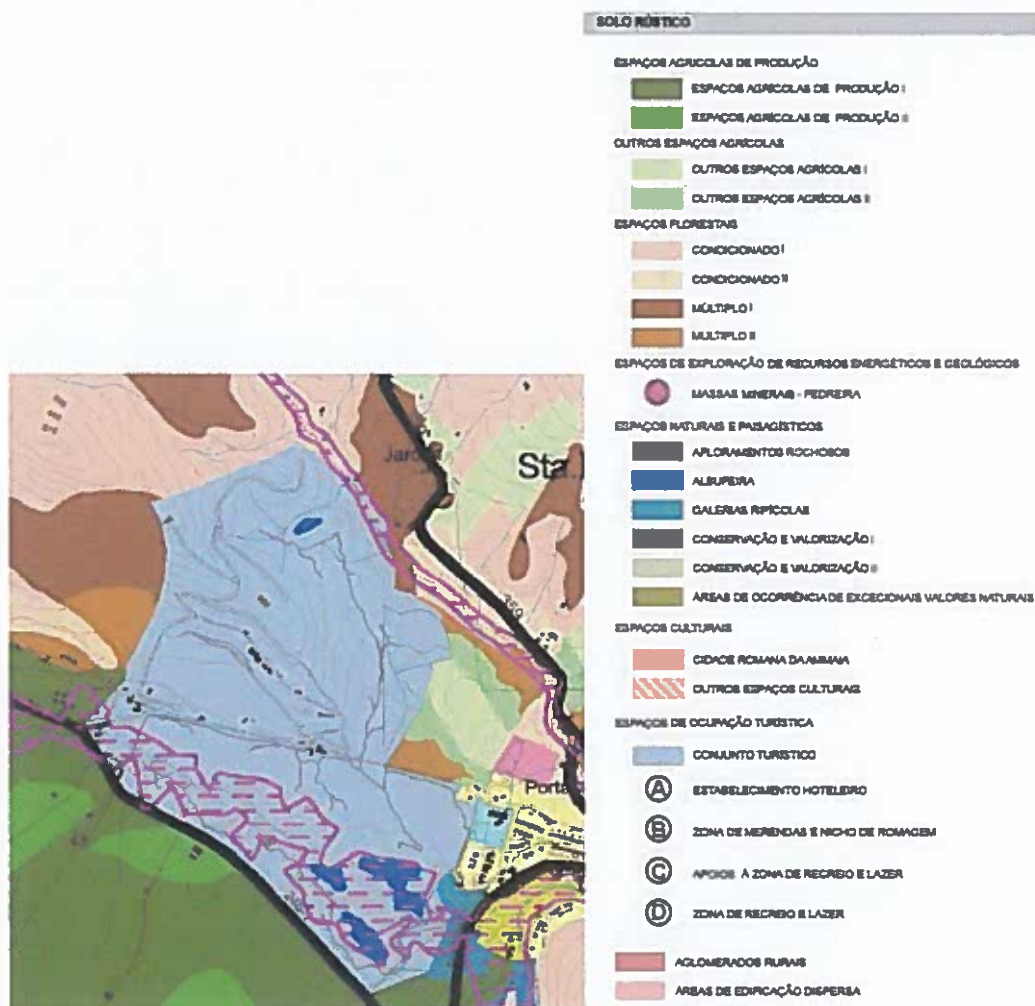 SOLO RÚSTICO
ESPAÇOS AGRICOLAS DE PRODUÇÃO
ESPAÇOS AGRÍCOLAS DE PRODUÇÃO I
ESPAÇOS AGRÍCOLAS DE PRODUÇÃO II
OUTROS ESPAÇOS AGRÍCOLAS
OUTROS ESPAÇOS AGRÍCOLAS I
OUTROS ESPAÇOS AGRÍCOLAS II
ESPAÇOS FLORESTAIS
CONDICIONADO I
CONDICIONADO II
MÚLTIPLO I
MULTIPLO II
ESPAÇOS DE EXPLORAÇÃO DE RECURSOS ENERGÉTICOS E GEOLÓGICOS
MASSAS MINERAIS - PEDREIRA
ESPAÇOS NATURAIS E PAISAGÍSTICOS
AFLORAMENTOS ROCHOSOS
ALBUFEIRA
GALERIAS RIPÍCOLAS
CONSERVAÇÃO E VALORIZAÇÃO I
CONSERVAÇÃO E VALORIZAÇÃO II
ÁREAS DE OCORRÊNCIA DE EXCECIONAIS VALORES NATURAIS
ESPAÇOS CULTURAIS
CIDADE ROMANA DA AMMAIA
OUTROS ESPAÇOS CULTURAIS
ESPAÇOS DE OCUPAÇÃO TURÍSTICA
CONJUNTO TURÍSTICO
A ESTABELECIMENTO HOTELEIRO
B ZONA DE MERENDAS E NICHO DE ROMAGEM
C APOIOS À ZONA DE RECREIO E LAZER
D ZONA DE RECREIO E LAZER
AGLOMERADOS RURAIS
ÁREAS DE EDIFICAÇÃO DISPERSA
Sta.
350
Porta